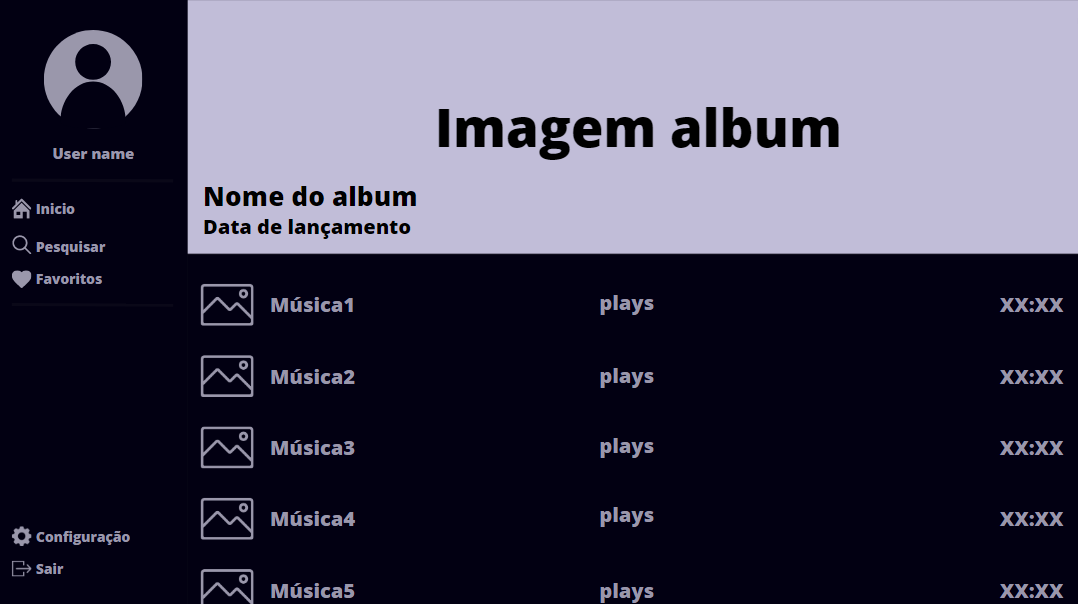 User name
Inicio
Pesquisar
Favoritos
Configuração
Sair
Imagem album
Nome do album
Data de lançamento
Música1 plays XX:XX
Música2 plays XX:XX
Música3 plays XX:XX
Música4 plays XX:XX
Música5 plays XX:XX